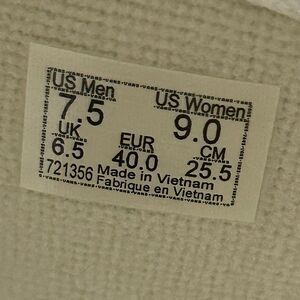 US Men US Women
7.5 9.0
UK EUR CM
6.5 40.0 25.5
721356 Made in Vietnam
Fabrique en Vietnam